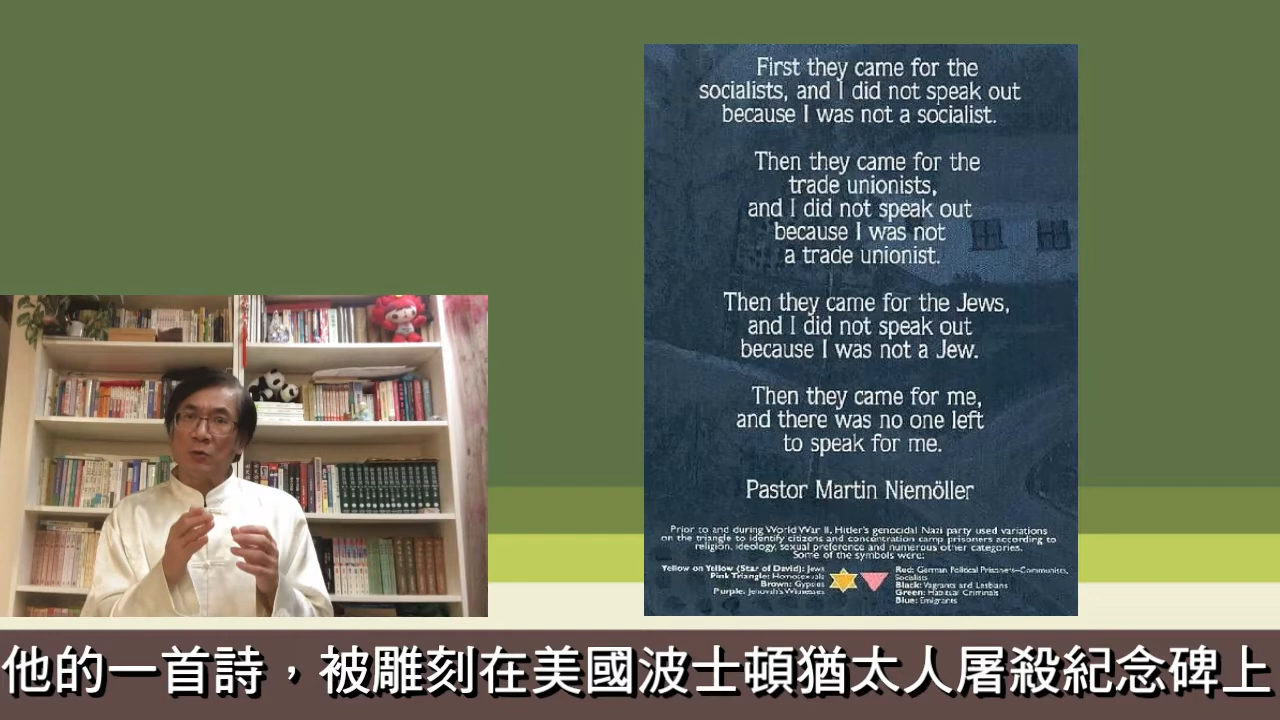 First they came for the
socialists, and I did not speak out
because I was not a socialist.
Then they came for the
trade unionists,
and I did not speak out
because I was not
a trade unionist.
Then they came for the Jews,
and I did not speak out
because I was not a Jew.
Then they came for me,
and there was no one left
to speak for me.
Pastor Martin Niemöller
Prior to and during World War II, Hitler's genocidal Nazi party used variations
on the triangle to identify citizens and concentration camp prisoners according to
religion, ideology, sexual preference and numerous other categories.
Some of the symbols were:
Yellow on Yellow (Star of David): Jews
Pink Triangle: Homosexuals
Brown: Gypsies
Purple: Jehovah's Witnesses
Red: German Political Prisoners—Communists,
Socialists
Black: Vagrants and Lesbians
Green: Habitual Criminals
Blue: Emigrants
他的一首詩，被雕刻在美國波士頓猶太人屠殺紀念碑上